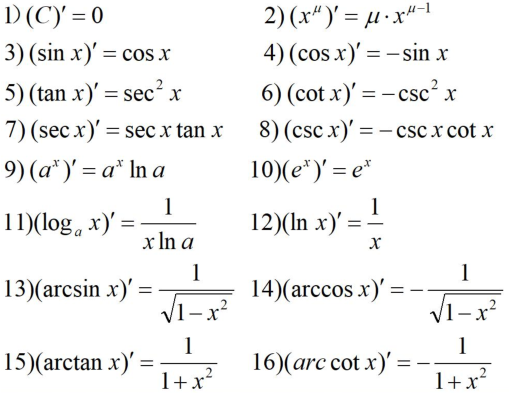 1) (C)′ = 0 2) (x^μ)′ = μ · x^(μ−1)
3) (sin x)′ = cos x 4) (cos x)′ = − sin x
5) (tan x)′ = sec² x 6) (cot x)′ = − csc² x
7) (sec x)′ = sec x tan x 8) (csc x)′ = − csc x cot x
9) (a^x)′ = a^x ln a 10)(e^x)′ = e^x
11)(log_a x)′ = 1/(x ln a) 12)(ln x)′ = 1/x
13)(arcsin x)′ = 1/√(1 − x²) 14)(arccos x)′ = − 1/√(1 − x²)
15)(arctan x)′ = 1/(1 + x²) 16)(arc cot x)′ = − 1/(1 + x²)